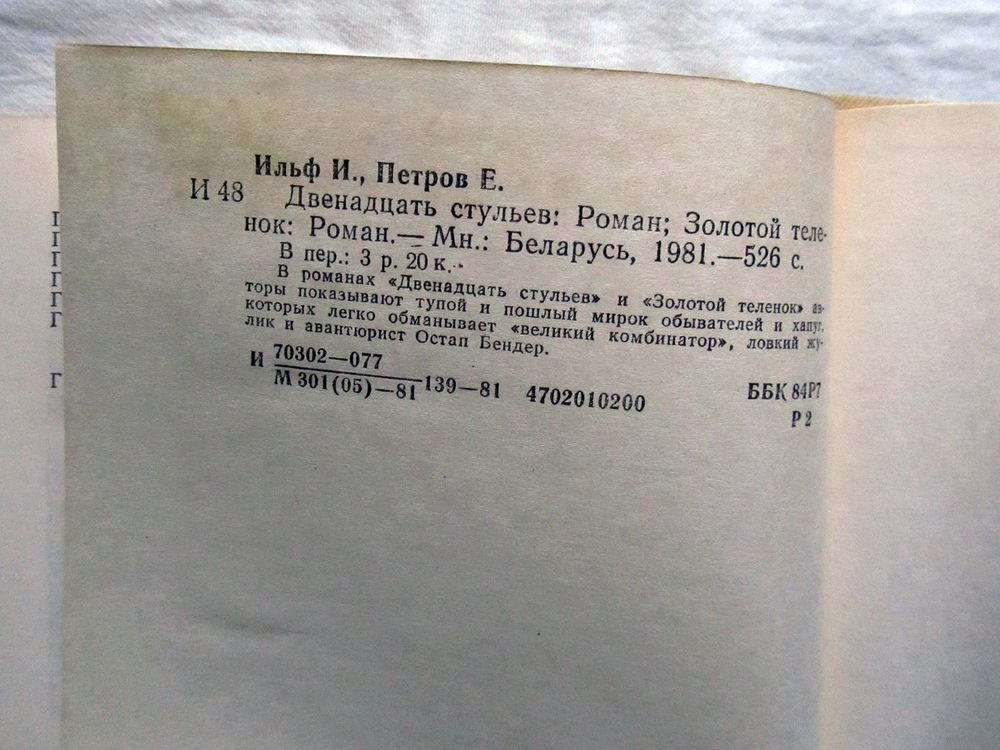 Ильф И., Петров Е.
И 48 Двенадцать стульев: Роман; Золотой теле-
нок: Роман.— Мн.: Беларусь, 1981.—526 с.
В пер.: 3 р. 20 к.
В романах «Двенадцать стульев» и «Золотой теленок» ав-
торы показывают тупой и пошлый мирок обывателей и хапуг,
которых легко обманывает «великий комбинатор», ловкий жу-
лик и авантюрист Остап Бендер.
И 70302—077
М 301(05)—81 139—81 4702010200 ББК 84Р7
Р2
Г
Г
Г
Г
Г
Г
Г